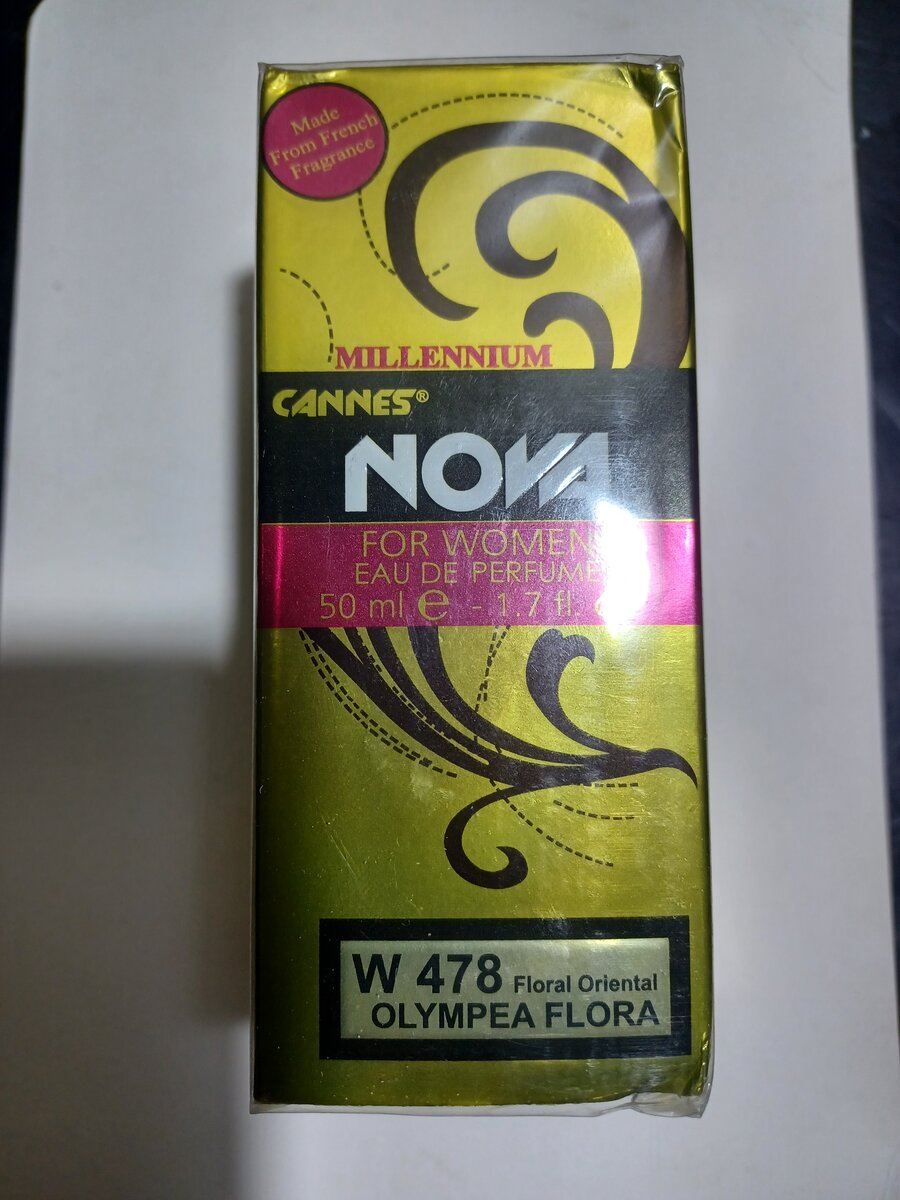 Made
From French
Fragrance
MILLENNIUM
CANNES®
NOVA
FOR WOMEN
EAU DE PERFUME
50 ml e - 1.7 fl.
W 478 Floral Oriental
OLYMPEA FLORA